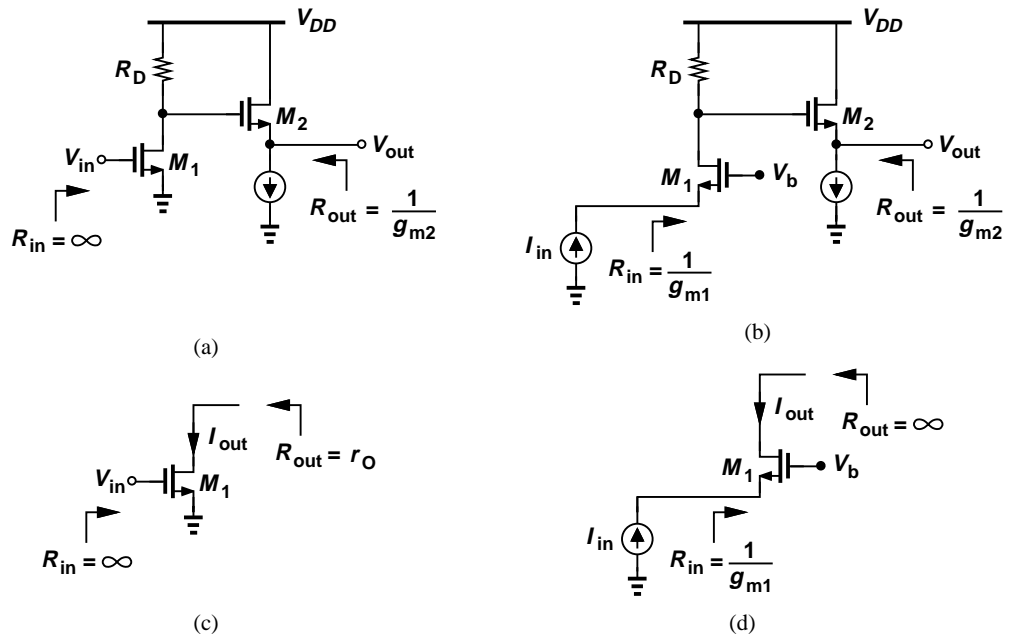 V_DD
R_D
M_2
V_in
M_1
V_out
R_out = 1/g_m2
R_in = ∞
(a)
V_DD
R_D
M_2
V_out
M_1
V_b
R_out = 1/g_m2
I_in
R_in = 1/g_m1
(b)
I_out
R_out = r_O
V_in
M_1
R_in = ∞
(c)
I_out
R_out = ∞
M_1
V_b
I_in
R_in = 1/g_m1
(d)